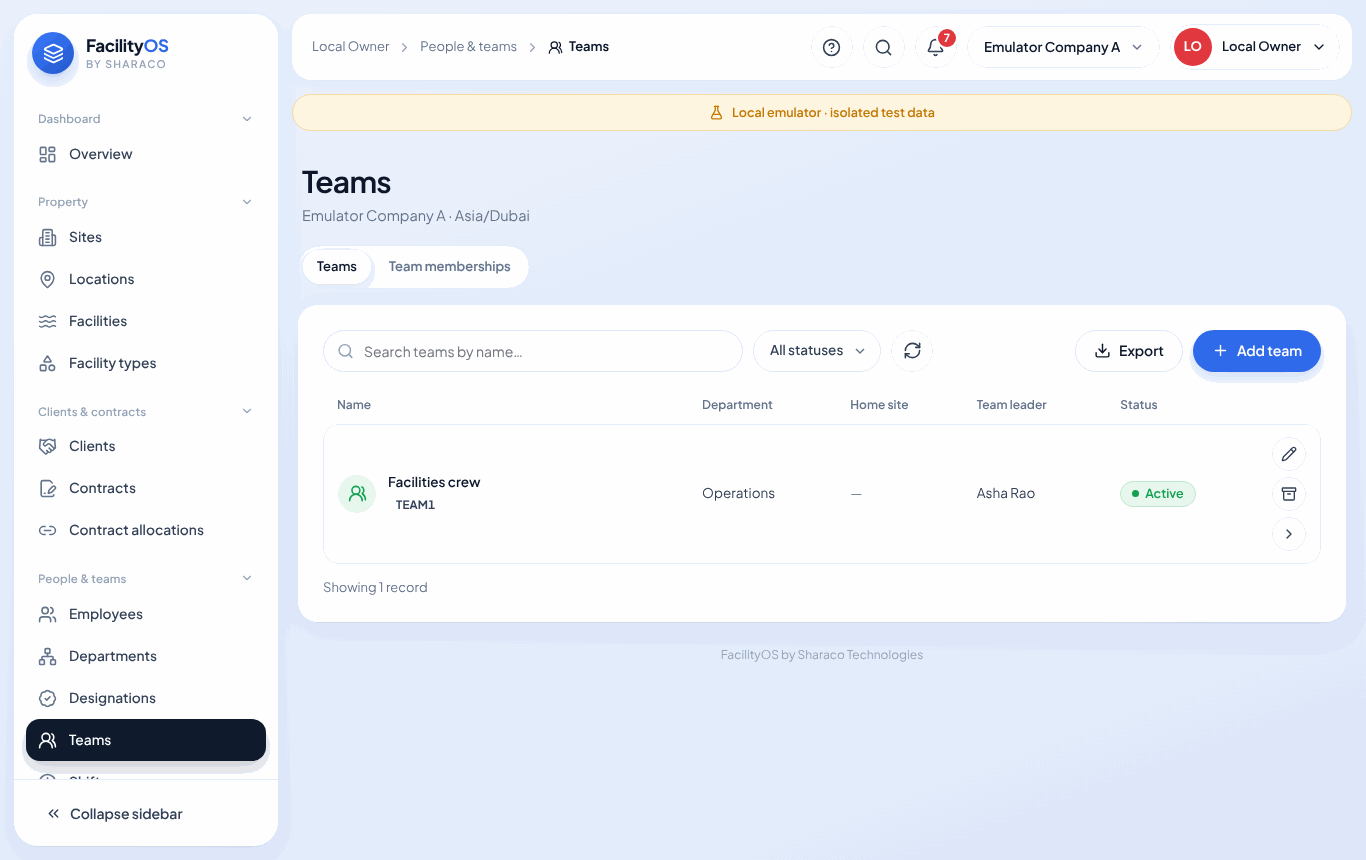 FacilityOS
BY SHARACO
Dashboard
Overview
Property
Sites
Locations
Facilities
Facility types
Clients & contracts
Clients
Contracts
Contract allocations
People & teams
Employees
Departments
Designations
Teams
Collapse sidebar
Local Owner
People & teams
Teams
7
Emulator Company A
LO
Local Owner
Local emulator · isolated test data
Teams
Emulator Company A · Asia/Dubai
Teams
Team memberships
Search teams by name…
All statuses
Export
Add team
Name
Department
Home site
Team leader
Status
Facilities crew
TEAM1
Operations
—
Asha Rao
Active
Showing 1 record
FacilityOS by Sharaco Technologies